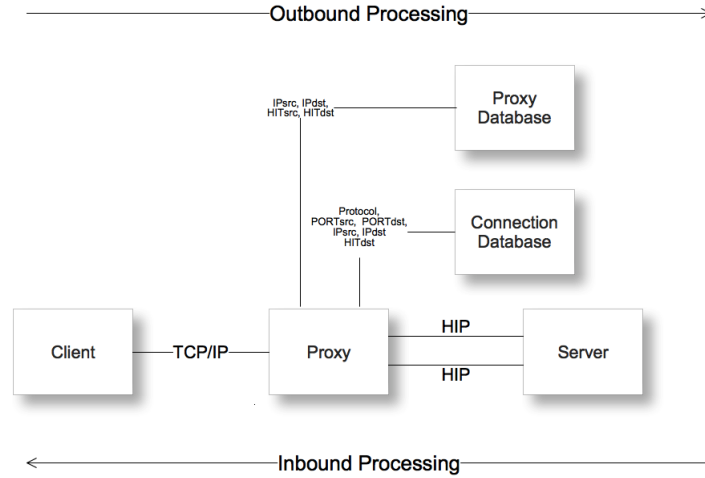 Outbound Processing
IPsrc, IPdst,
HITsrc, HITdst
Proxy
Database
Protocol,
PORTsrc, PORTdst,
IPsrc, IPdst
HITdst
Connection
Database
Client
TCP/IP
Proxy
HIP
HIP
Server
Inbound Processing